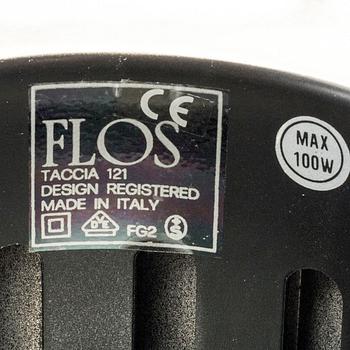 CE
FLOS
TACCIA 121
DESIGN REGISTERED
MADE IN ITALY
VDE FG2
MAX
100W